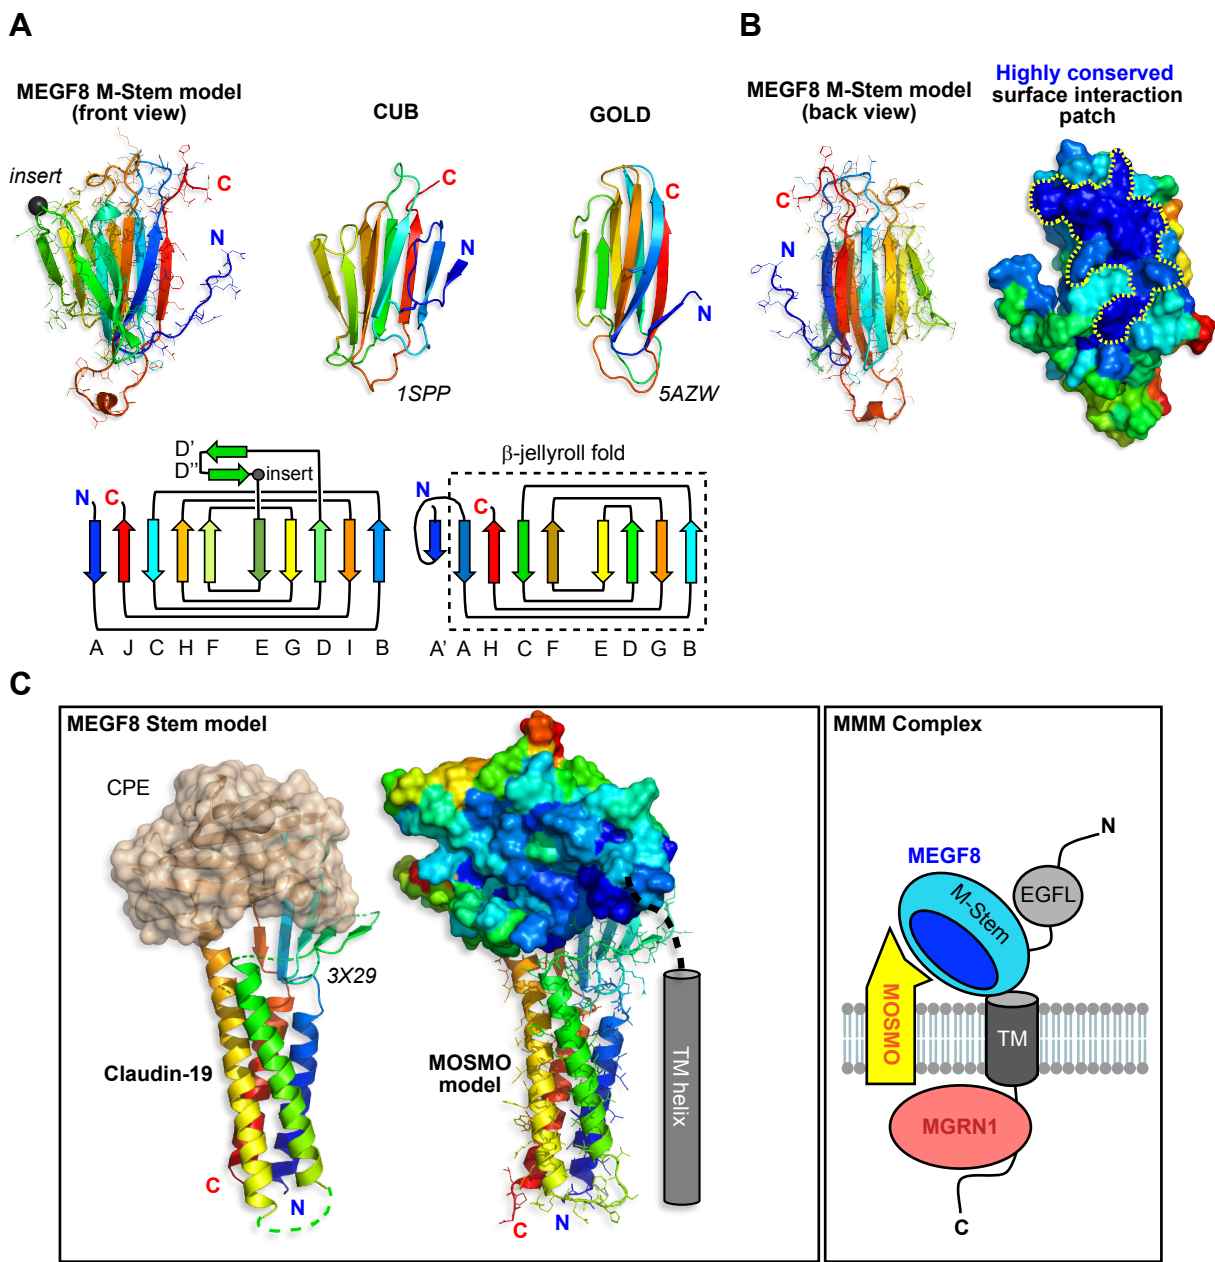 A
B
MEGF8 M-Stem model
(front view)
CUB
GOLD
MEGF8 M-Stem model
(back view)
Highly conserved
surface interaction
patch
insert
C
N
C
N
1SPP
C
N
5AZW
C
N
D'
D''
insert
N
C
A J C H F E G D I B
β-jellyroll fold
N
C
A' A H C F E D G B
C
MEGF8 Stem model
CPE
3X29
Claudin-19
C
N
MOSMO
model
TM helix
C
N
MMM Complex
N
MEGF8
EGFL
M-Stem
MOSMO
TM
MGRN1
C